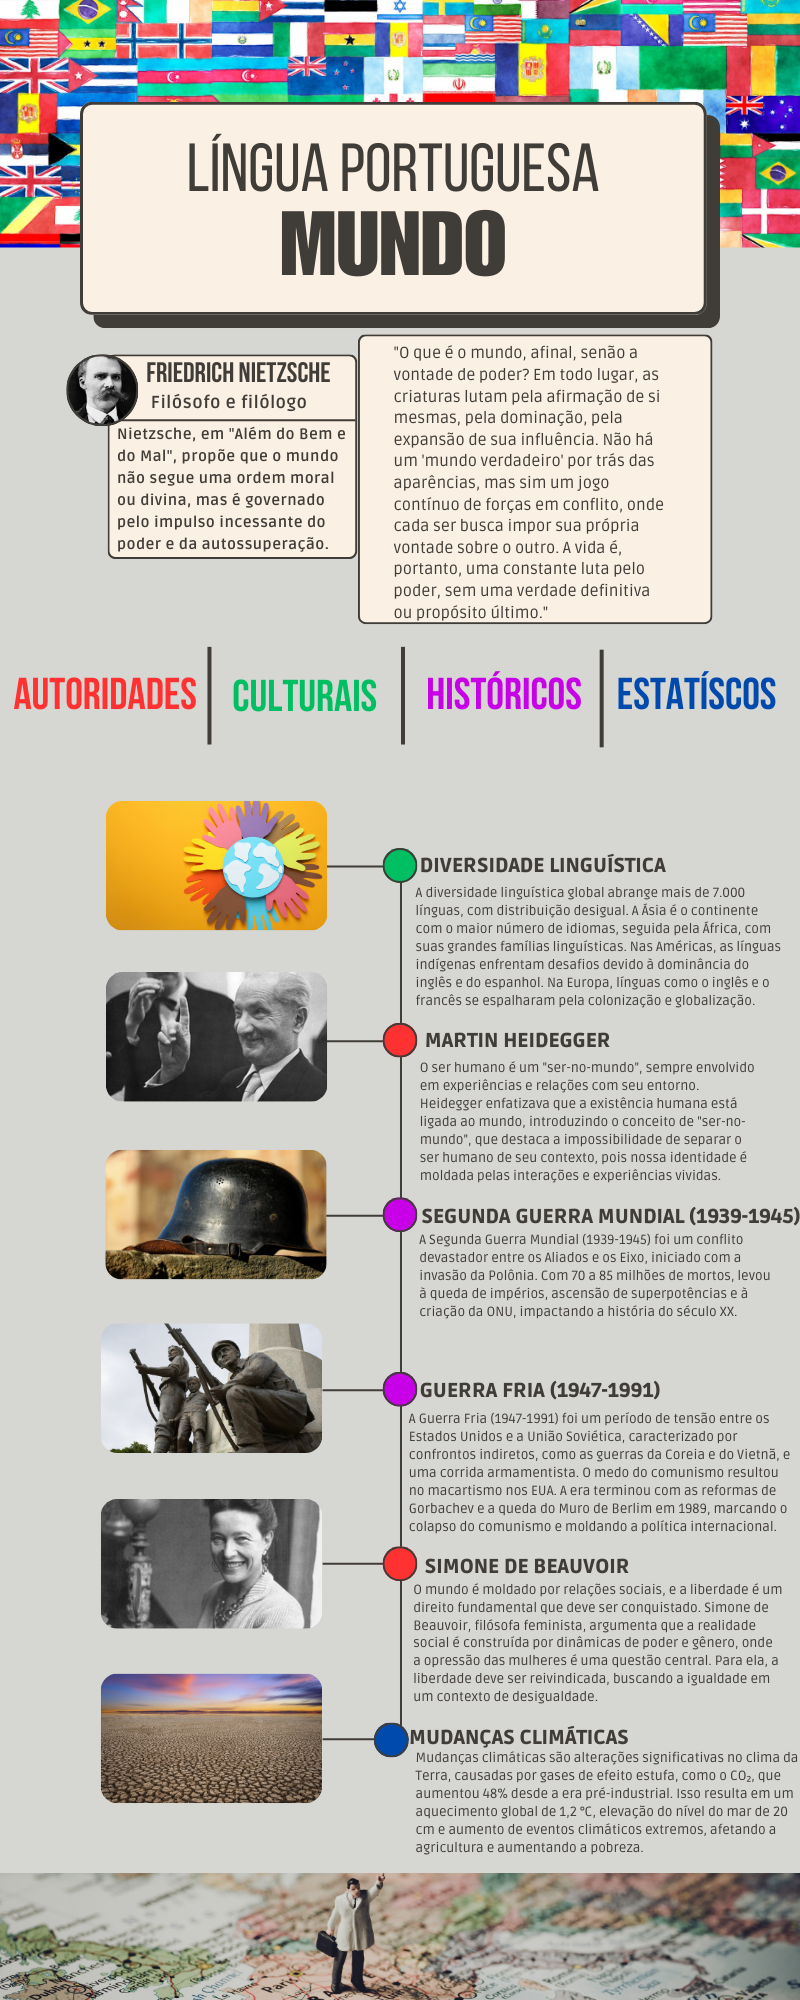 LÍNGUA PORTUGUESA
MUNDO
FRIEDRICH NIETZSCHE
Filósofo e filólogo
Nietzsche, em "Além do Bem e
do Mal", propõe que o mundo
não segue uma ordem moral
ou divina, mas é governado
pelo impulso incessante do
poder e da autossuperação.
"O que é o mundo, afinal, senão a
vontade de poder? Em todo lugar, as
criaturas lutam pela afirmação de si
mesmas, pela dominação, pela
expansão de sua influência. Não há
um 'mundo verdadeiro' por trás das
aparências, mas sim um jogo
contínuo de forças em conflito, onde
cada ser busca impor sua própria
vontade sobre o outro. A vida é,
portanto, uma constante luta pelo
poder, sem uma verdade definitiva
ou propósito último."
AUTORIDADES
CULTURAIS
HISTÓRICOS
ESTATÍSCOS
DIVERSIDADE LINGUÍSTICA
A diversidade linguística global abrange mais de 7.000
línguas, com distribuição desigual. A Ásia é o continente
com o maior número de idiomas, seguida pela África, com
suas grandes famílias linguísticas. Nas Américas, as línguas
indígenas enfrentam desafios devido à dominância do
inglês e do espanhol. Na Europa, línguas como o inglês e o
francês se espalharam pela colonização e globalização.
MARTIN HEIDEGGER
O ser humano é um "ser-no-mundo", sempre envolvido
em experiências e relações com seu entorno.
Heidegger enfatizava que a existência humana está
ligada ao mundo, introduzindo o conceito de "ser-no-
mundo", que destaca a impossibilidade de separar o
ser humano de seu contexto, pois nossa identidade é
moldada pelas interações e experiências vividas.
SEGUNDA GUERRA MUNDIAL (1939-1945)
A Segunda Guerra Mundial (1939-1945) foi um conflito
devastador entre os Aliados e os Eixo, iniciado com a
invasão da Polônia. Com 70 a 85 milhões de mortos, levou
à queda de impérios, ascensão de superpotências e à
criação da ONU, impactando a história do século XX.
GUERRA FRIA (1947-1991)
A Guerra Fria (1947-1991) foi um período de tensão entre os
Estados Unidos e a União Soviética, caracterizado por
confrontos indiretos, como as guerras da Coreia e do Vietnã, e
uma corrida armamentista. O medo do comunismo resultou
no macartismo nos EUA. A era terminou com as reformas de
Gorbachev e a queda do Muro de Berlim em 1989, marcando o
colapso do comunismo e moldando a política internacional.
SIMONE DE BEAUVOIR
O mundo é moldado por relações sociais, e a liberdade é um
direito fundamental que deve ser conquistado. Simone de
Beauvoir, filósofa feminista, argumenta que a realidade
social é construída por dinâmicas de poder e gênero, onde
a opressão das mulheres é uma questão central. Para ela, a
liberdade deve ser reivindicada, buscando a igualdade em
um contexto de desigualdade.
MUDANÇAS CLIMÁTICAS
Mudanças climáticas são alterações significativas no clima da
Terra, causadas por gases de efeito estufa, como o CO₂, que
aumentou 48% desde a era pré-industrial. Isso resulta em um
aquecimento global de 1,2 °C, elevação do nível do mar de 20
cm e aumento de eventos climáticos extremos, afetando a
agricultura e aumentando a pobreza.